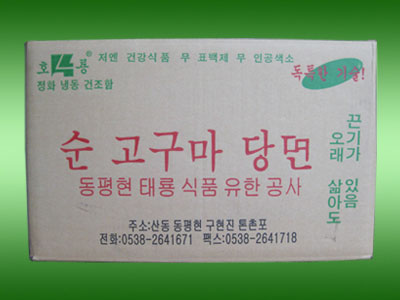 호4룡® 저엔 건강식품 무 표백제 무 인공색소
정화 냉동 건조함
독특한 기술!
순 고구마 당면
동평현 태룡 식품 유한 공사
끈기가 있음
오래 삶아도
주소:산동 동평현 구현진 톤촌포
전화:0538-2641671 팩스:0538-2641718